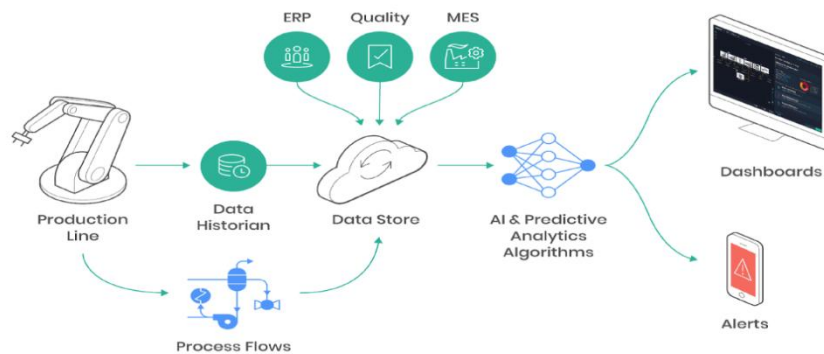 ERP
Quality
MES
Production
Line
Data
Historian
Data Store
AI & Predictive
Analytics
Algorithms
Dashboards
Process Flows
Alerts